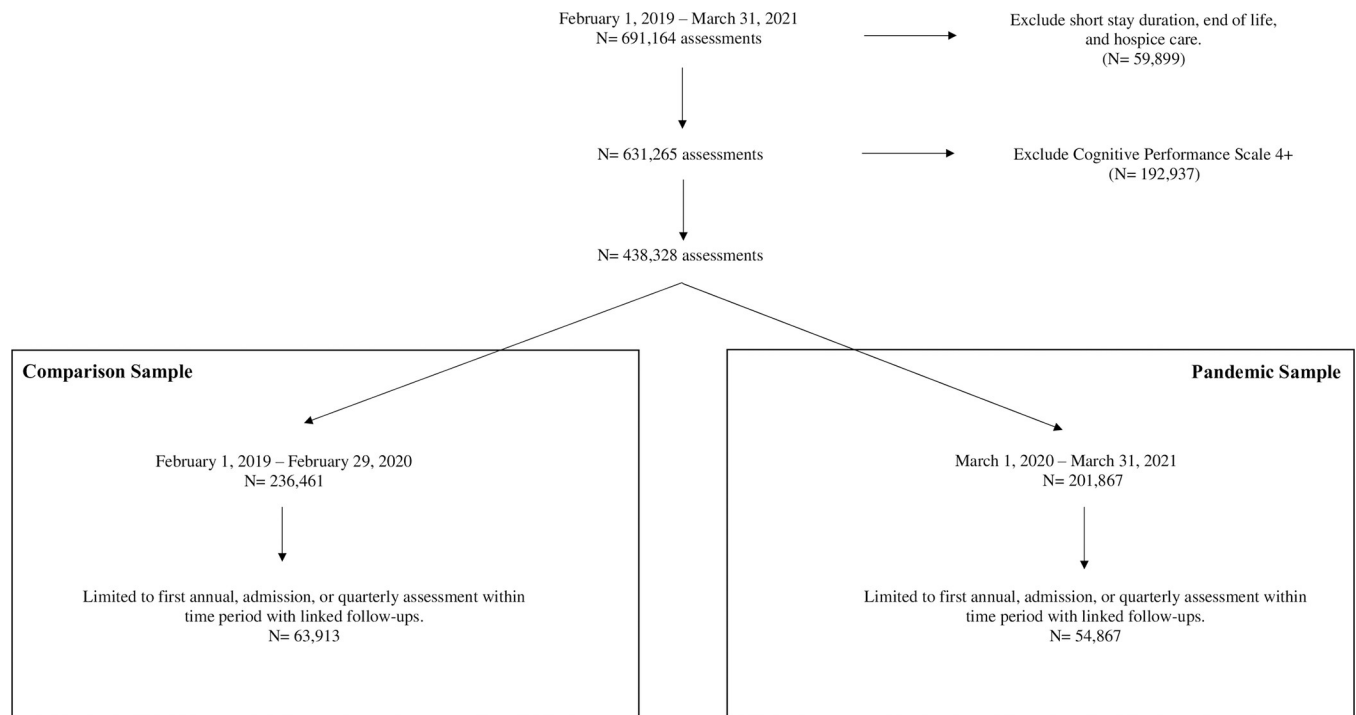 February 1, 2019 – March 31, 2021
N= 691,164 assessments
Exclude short stay duration, end of life,
and hospice care.
(N= 59,899)
N= 631,265 assessments
Exclude Cognitive Performance Scale 4+
(N= 192,937)
N= 438,328 assessments
Comparison Sample
February 1, 2019 – February 29, 2020
N= 236,461
Limited to first annual, admission, or quarterly assessment within
time period with linked follow-ups.
N= 63,913
Pandemic Sample
March 1, 2020 – March 31, 2021
N= 201,867
Limited to first annual, admission, or quarterly assessment within
time period with linked follow-ups.
N= 54,867